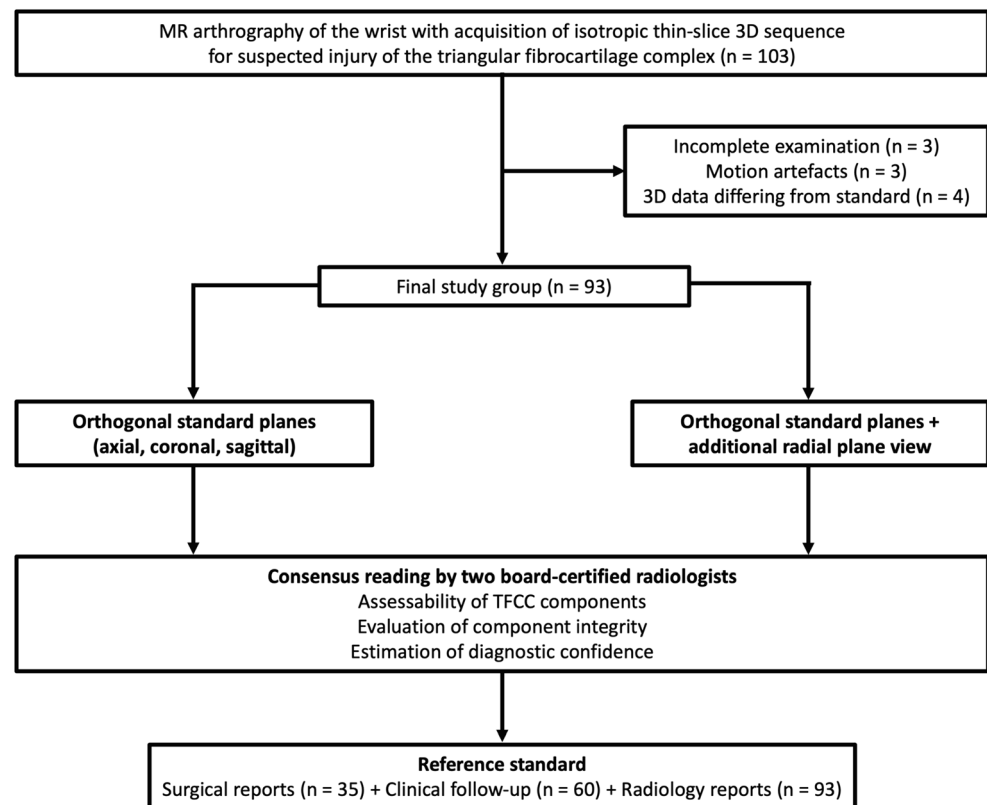 MR arthrography of the wrist with acquisition of isotropic thin-slice 3D sequence
for suspected injury of the triangular fibrocartilage complex (n = 103)
Incomplete examination (n = 3)
Motion artefacts (n = 3)
3D data differing from standard (n = 4)
Final study group (n = 93)
Orthogonal standard planes
(axial, coronal, sagittal)
Orthogonal standard planes +
additional radial plane view
Consensus reading by two board-certified radiologists
Assessability of TFCC components
Evaluation of component integrity
Estimation of diagnostic confidence
Reference standard
Surgical reports (n = 35) + Clinical follow-up (n = 60) + Radiology reports (n = 93)